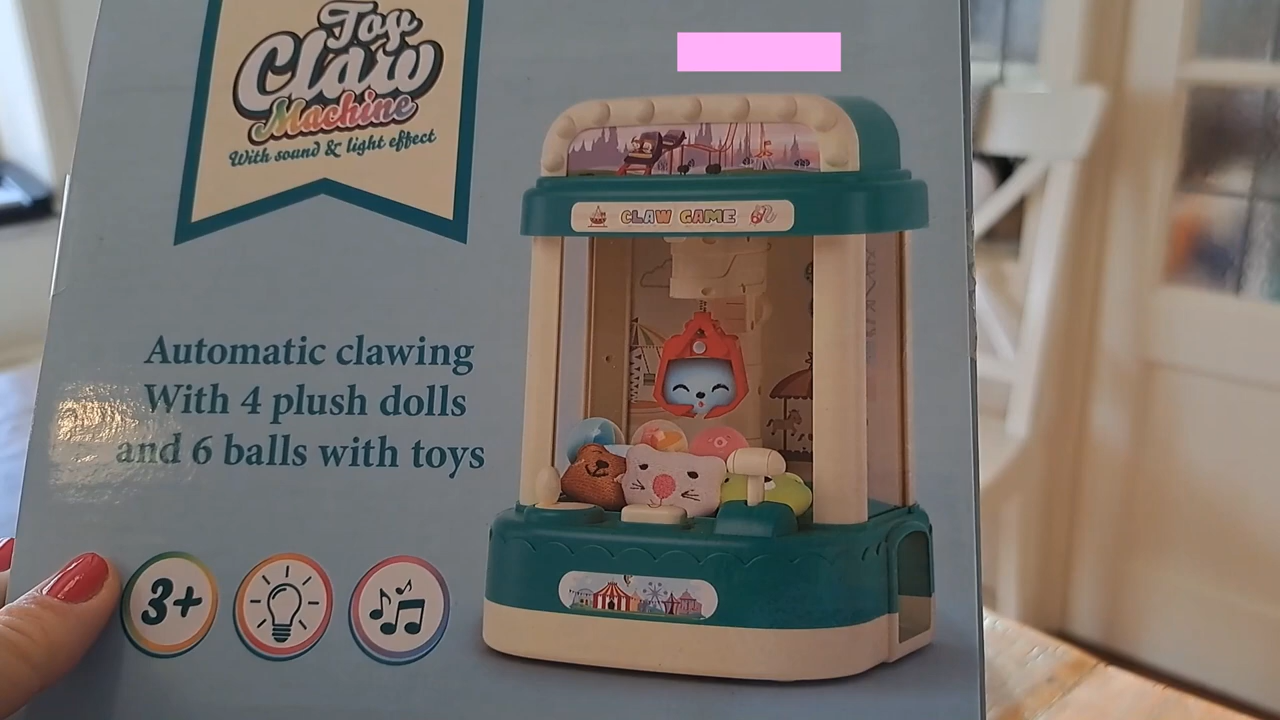 Toy
Claw
Machine
With sound & light effect
CLAW GAME
Automatic clawing
With 4 plush dolls
and 6 balls with toys
3+